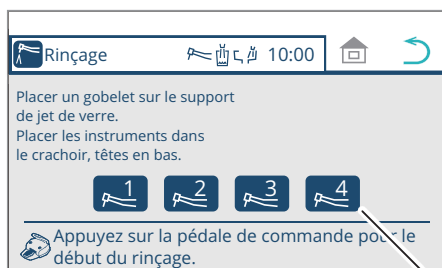 Rinçage 10:00
Placer un gobelet sur le support
de jet de verre.
Placer les instruments dans
le crachoir, têtes en bas.
1 2 3 4
Appuyez sur la pédale de commande pour le
début du rinçage.